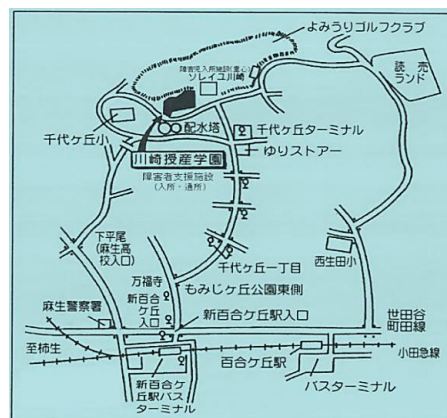 よみうりゴルフクラブ
障害児入所施設(重心)
ソレイユ川崎
読売
ランド
千代ヶ丘小
配水塔
千代ヶ丘ターミナル
ゆりストアー
川崎授産学園
障害者支援施設
(入所・通所)
下平尾
(麻生高
校入口)
千代ヶ丘一丁目
西生田小
万福寺
もみじヶ丘公園東側
新百合
ケ丘
入口
麻生警察署
新百合ケ丘駅入口
世田谷
町田線
至柿生
小田急線
百合ケ丘駅
新百合ケ
丘駅バス
ターミナル
バスターミナル